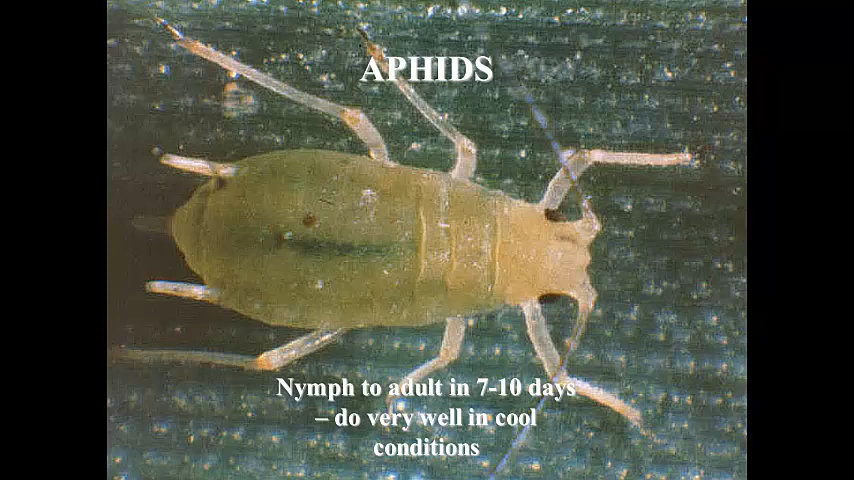 APHIDS
Nymph to adult in 7-10 days
– do very well in cool
conditions